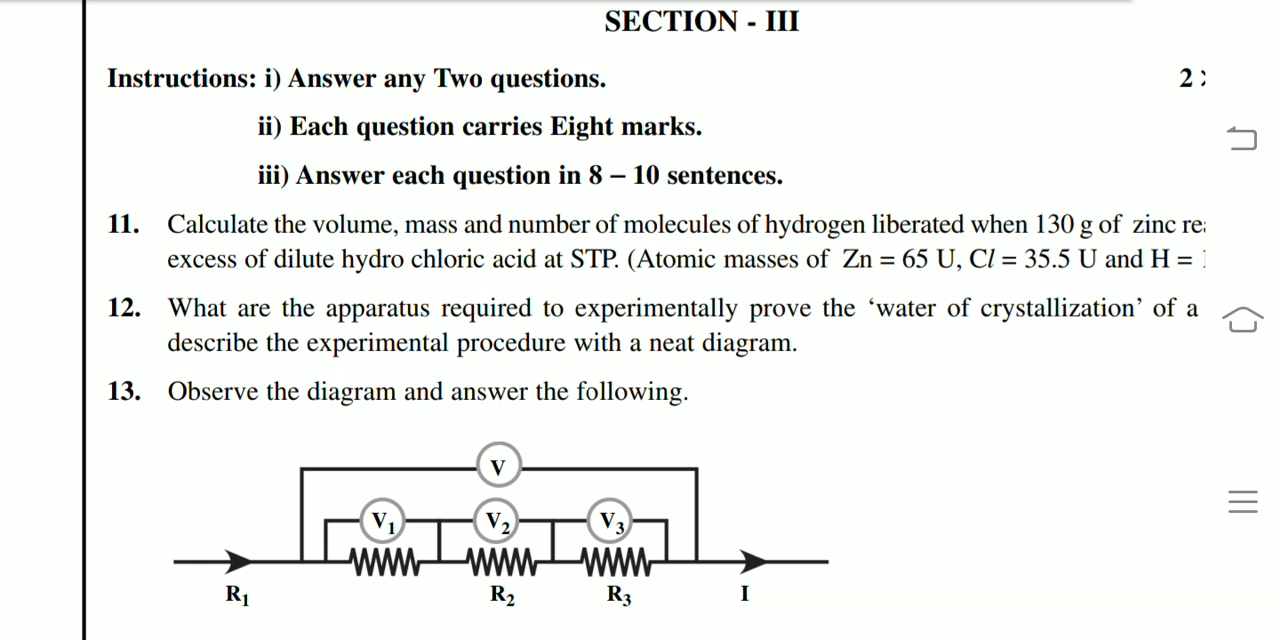 SECTION - III
Instructions: i) Answer any Two questions. 2
ii) Each question carries Eight marks.
iii) Answer each question in 8 – 10 sentences.
11. Calculate the volume, mass and number of molecules of hydrogen liberated when 130 g of zinc
excess of dilute hydro chloric acid at STP. (Atomic masses of Zn = 65 U, Cl = 35.5 U and H =
12. What are the apparatus required to experimentally prove the ‘water of crystallization’ of a
describe the experimental procedure with a neat diagram.
13. Observe the diagram and answer the following.
V
V1 V2 V3
R1 R2 R3 I